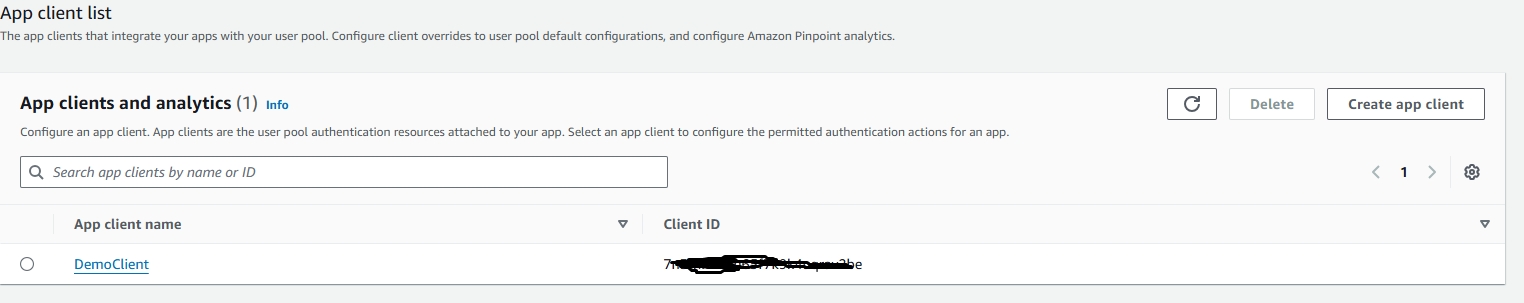 App client list
The app clients that integrate your apps with your user pool. Configure client overrides to user pool default configurations, and configure Amazon Pinpoint analytics.
App clients and analytics (1) Info
Delete
Create app client
Configure an app client. App clients are the user pool authentication resources attached to your app. Select an app client to configure the permitted authentication actions for an app.
Search app clients by name or ID
1
App client name
Client ID
DemoClient